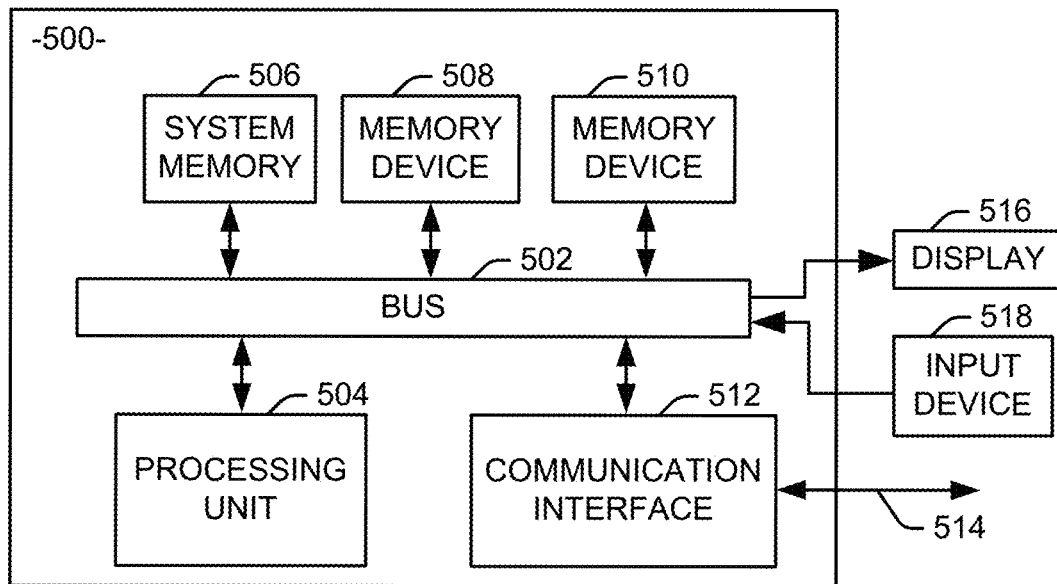 -500-
506
508
510
SYSTEM
MEMORY
MEMORY
DEVICE
MEMORY
DEVICE
516
DISPLAY
502
BUS
518
INPUT
DEVICE
504
512
PROCESSING
UNIT
COMMUNICATION
INTERFACE
514